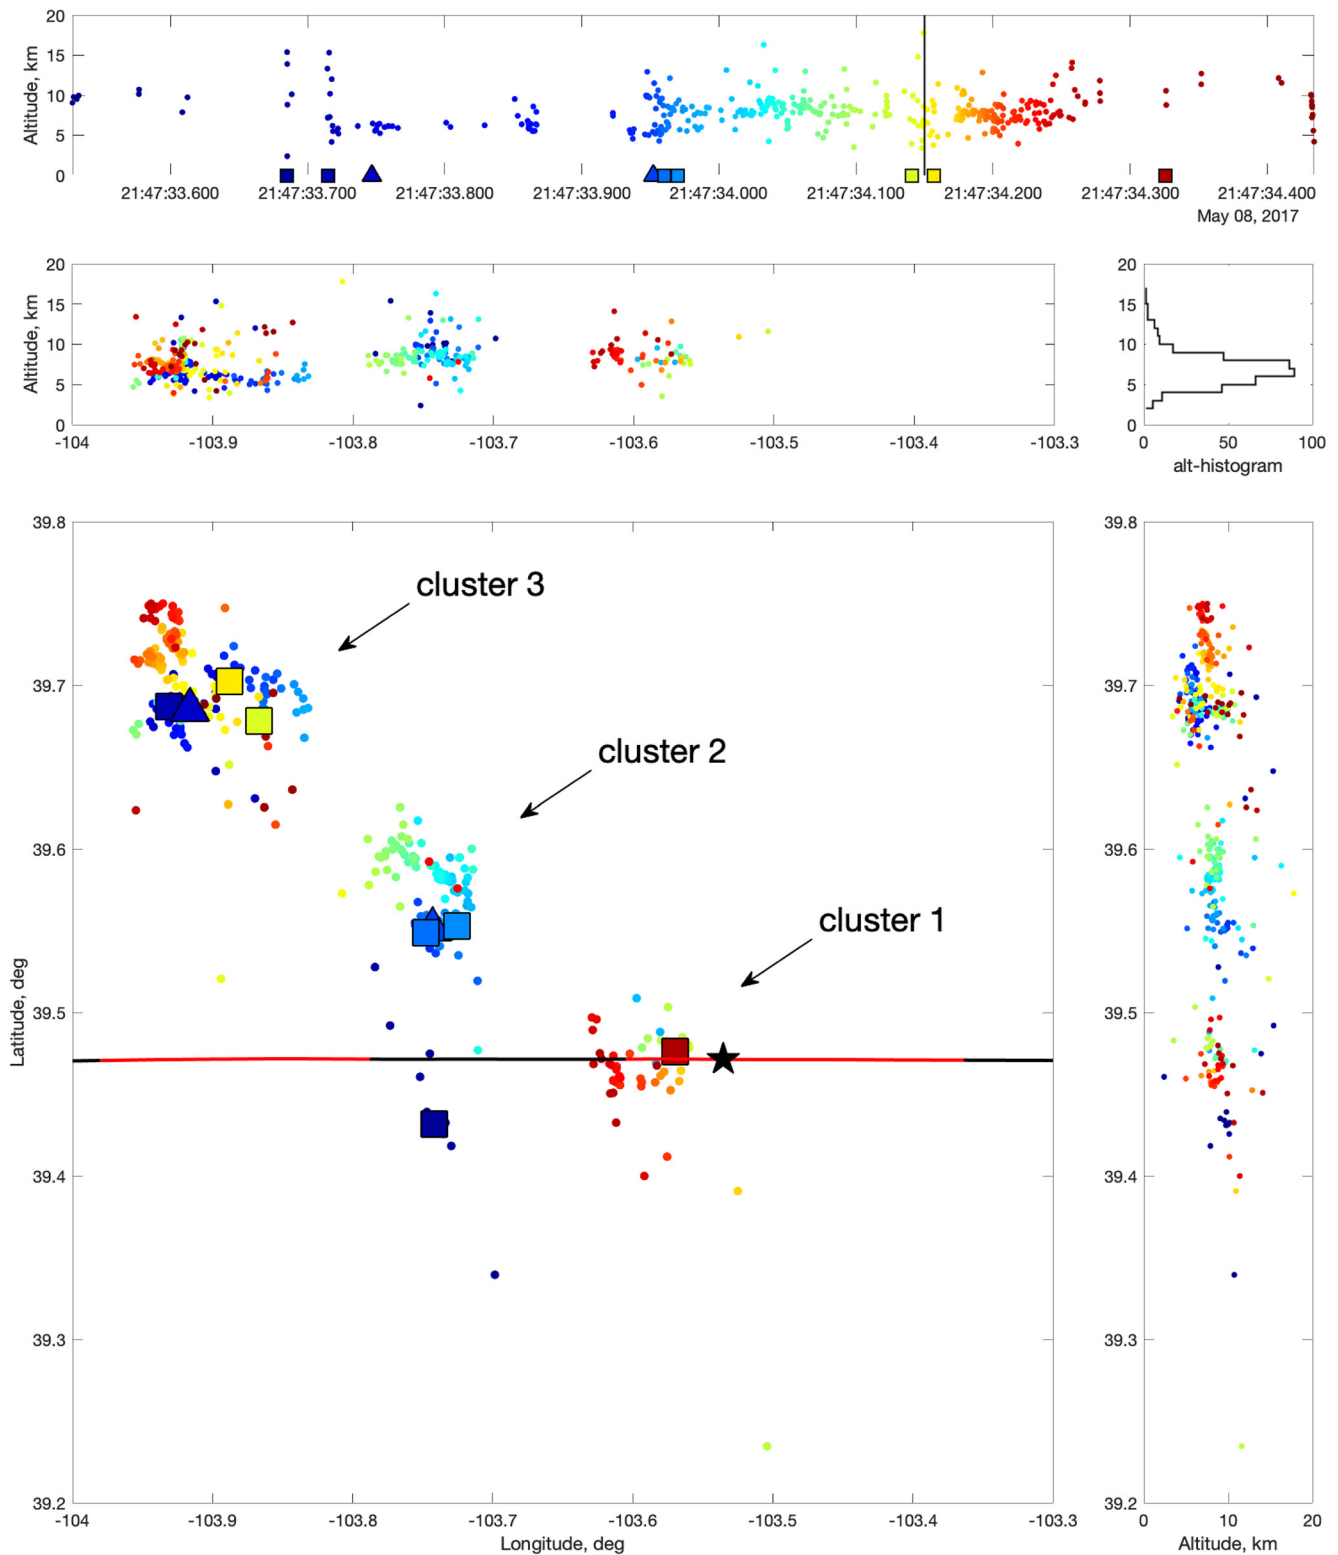 20
15
10
5
0
Altitude, km
21:47:33.600 21:47:33.700 21:47:33.800 21:47:33.900 21:47:34.000 21:47:34.100 21:47:34.200 21:47:34.300 21:47:34.400
May 08, 2017
20
15
10
5
0
Altitude, km
-104 -103.9 -103.8 -103.7 -103.6 -103.5 -103.4 -103.3
20
15
10
5
0
0 50 100
alt-histogram
39.8
39.7
39.6
39.5
39.4
39.3
39.2
Latitude, deg
cluster 3
cluster 2
cluster 1
-104 -103.9 -103.8 -103.7 -103.6 -103.5 -103.4 -103.3
Longitude, deg
39.8
39.7
39.6
39.5
39.4
39.3
39.2
0 10 20
Altitude, km